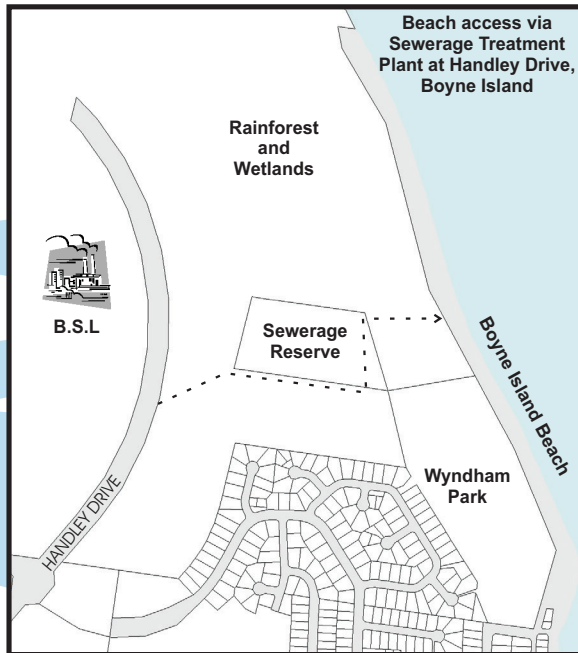 Beach access via
Sewerage Treatment
Plant at Handley Drive,
Boyne Island
Rainforest
and
Wetlands
B.S.L
Sewerage
Reserve
Boyne Island Beach
Wyndham
Park
HANDLEY DRIVE